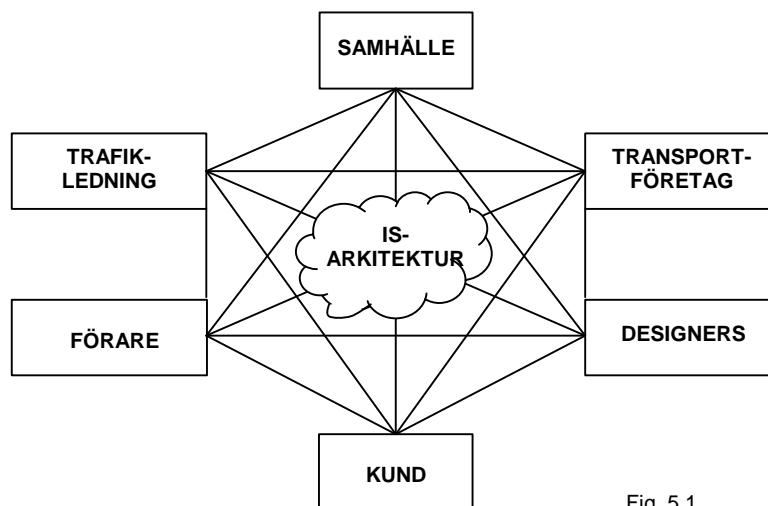 SAMHÄLLE
TRAFIK-
LEDNING
TRANSPORT-
FÖRETAG
IS-
ARKITEKTUR
FÖRARE
DESIGNERS
KUND
Fig. 5.1